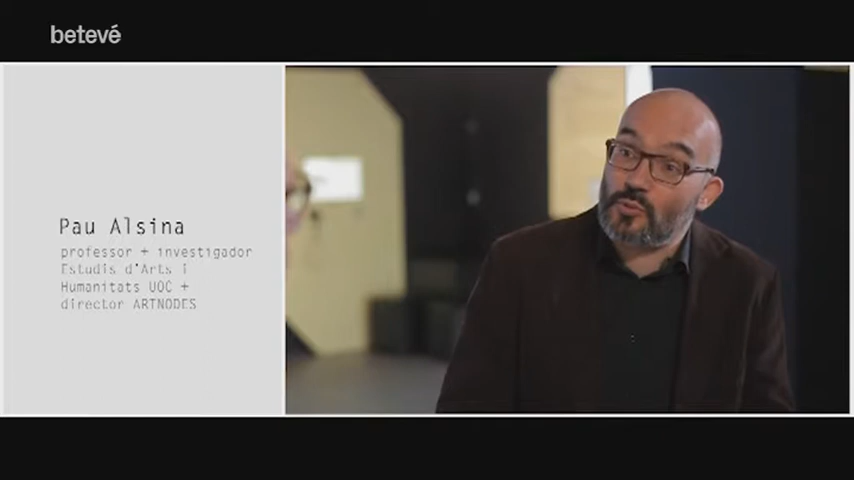 betevé
Pau Alsina
professor + investigador
Estudis d'Arts i
Humanitats UOC +
director ARTNODES